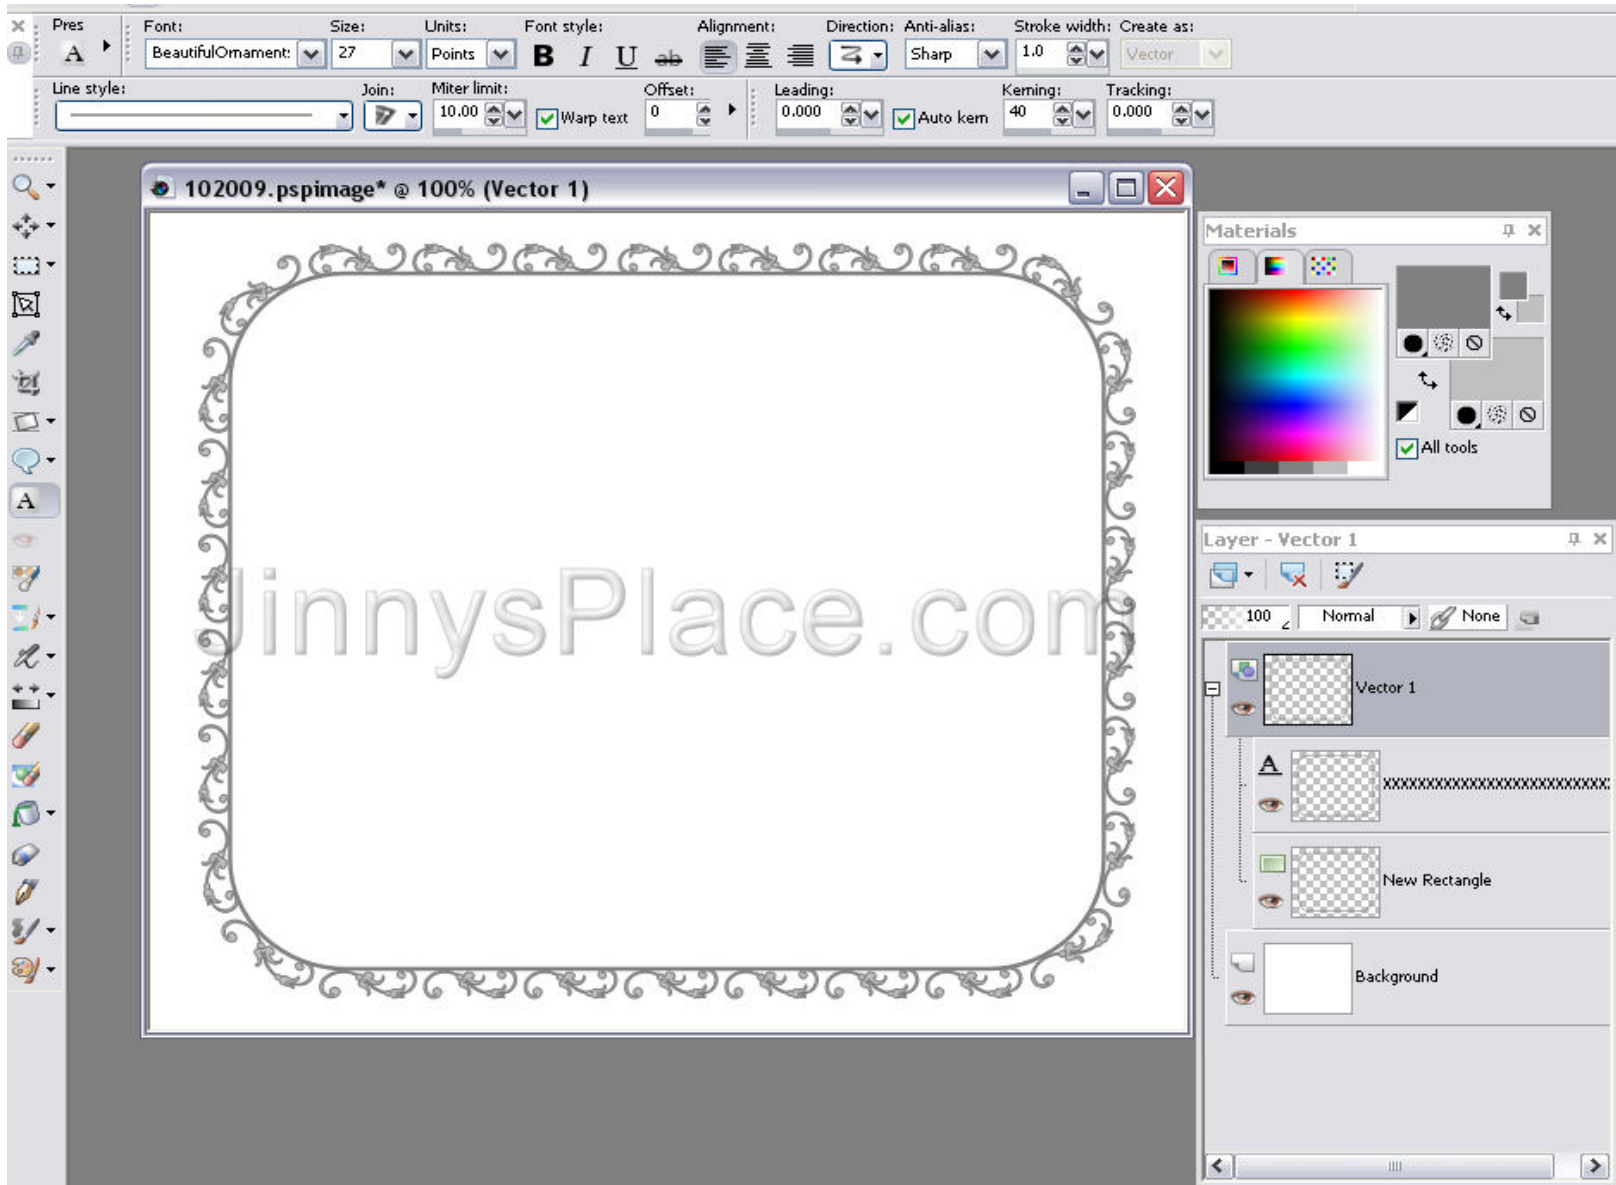 Pres
Font:
Size:
Units:
Font style:
Alignment:
Direction:
Anti-alias:
Stroke width:
Create as:
A
BeautifulOrnament:
27
Points
B I U ab
Sharp
1.0
Vector
Line style:
Join:
Miter limit:
Offset:
Leading:
Kerning:
Tracking:
10.00
Warp text
0
0.000
Auto kern
40
0.000
102009.pspimage* @ 100% (Vector 1)
Materials
All tools
A
JinnysPlace.com
Layer - Vector 1
100
Normal
None
Vector 1
A
New Rectangle
Background